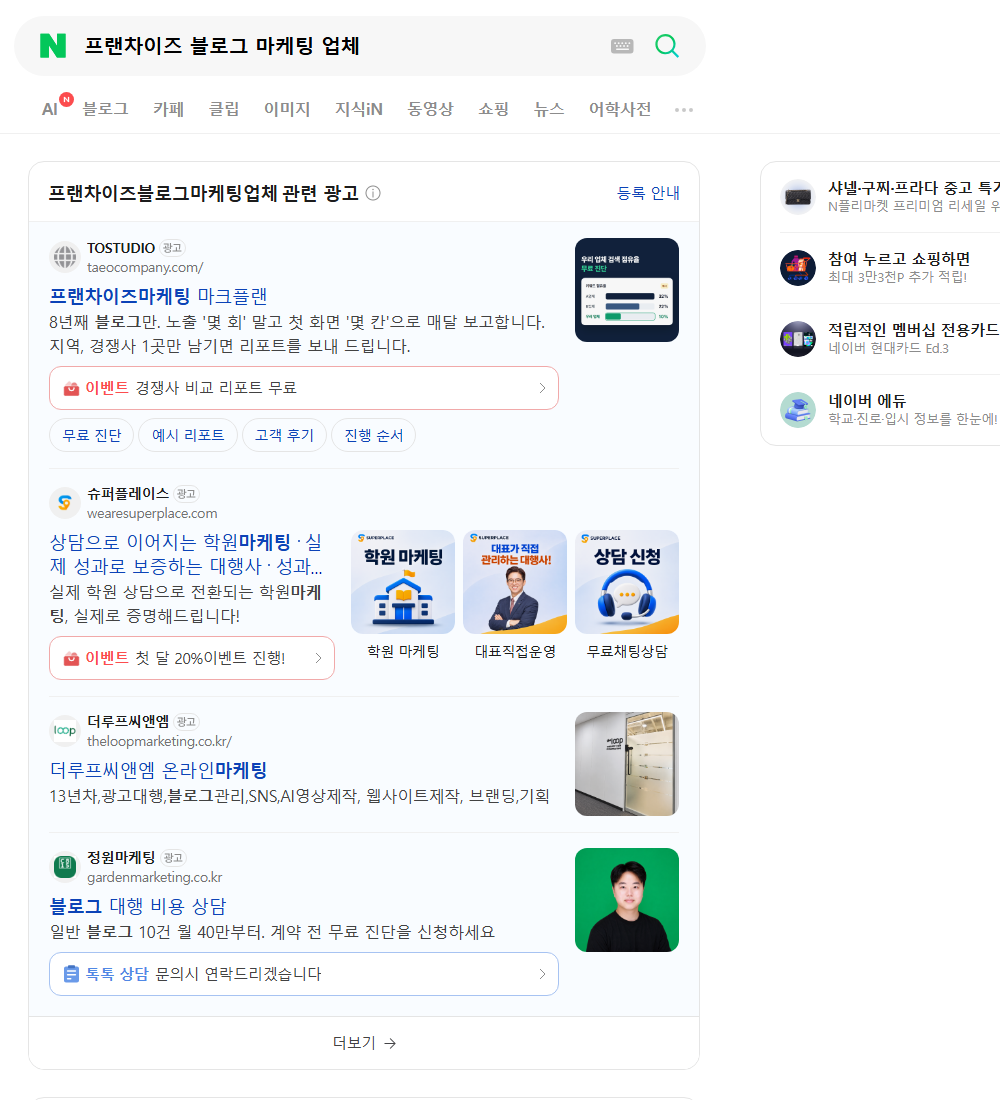 프랜차이즈 블로그 마케팅 업체
AI N 블로그 카페 클립 이미지 지식iN 동영상 쇼핑 뉴스 어학사전
프랜차이즈블로그마케팅업체 관련 광고
등록 안내
TOSTUDIO 광고
taeocompany.com/
프랜차이즈마케팅 마크플랜
8년째 블로그만. 노출 '몇 회' 말고 첫 화면 '몇 칸'으로 매달 보고합니다.
지역, 경쟁사 1곳만 남기면 리포트를 보내 드립니다.
우리 업체 검색 점유율
무료 진단
이벤트 경쟁사 비교 리포트 무료
무료 진단 예시 리포트 고객 후기 진행 순서
슈퍼플레이스 광고
wearesuperplace.com
상담으로 이어지는 학원마케팅 · 실
제 성과로 보증하는 대행사 · 성과...
실제 학원 상담으로 전환되는 학원마케
팅, 실제로 증명해드립니다!
이벤트 첫 달 20%이벤트 진행!
SUPERPLACE
학원 마케팅
학원 마케팅
SUPERPLACE
대표가 직접
관리하는 대행사!
대표직접운영
SUPERPLACE
상담 신청
무료채팅상담
더루프씨앤엠 광고
theloopmarketing.co.kr/
더루프씨앤엠 온라인마케팅
13년차,광고대행,블로그관리,SNS,AI영상제작, 웹사이트제작, 브랜딩,기획
loop
정원마케팅 광고
gardenmarketing.co.kr
블로그 대행 비용 상담
일반 블로그 10건 월 40만부터. 계약 전 무료 진단을 신청하세요
톡톡 상담 문의시 연락드리겠습니다
더보기
샤넬·구찌·프라다 중고 특가
N플리마켓 프리미엄 리세일 위
참여 누르고 쇼핑하면
최대 3만3천P 추가 적립!
적립적인 멤버십 전용카드
네이버 현대카드 Ed.3
네이버 에듀
학교·진로·입시 정보를 한눈에!